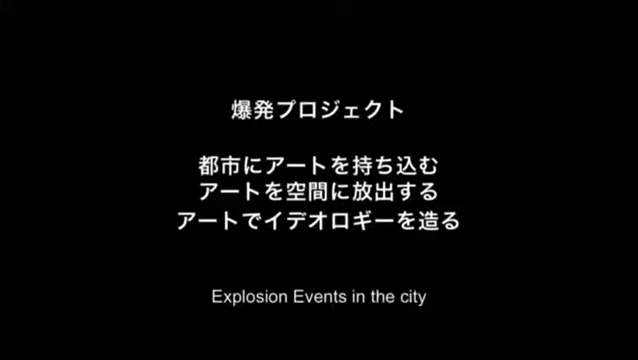 爆発プロジェクト
都市にアートを持ち込む
アートを空間に放出する
アートでイデオロギーを造る
Explosion Events in the city